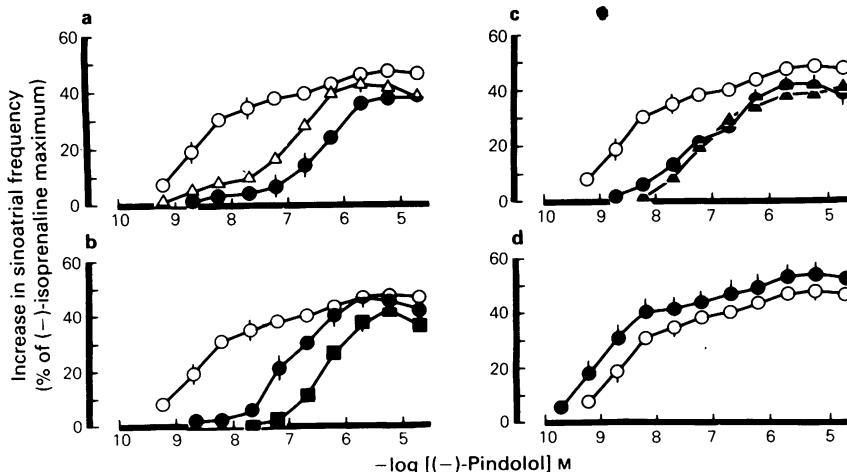 a
60
40
20
0
10 9 8 7 6 5
b
60
40
20
0
10 9 8 7 6 5
c
60
40
20
0
10 9 8 7 6 5
d
60
40
20
0
10 9 8 7 6 5
Increase in sinoatrial frequency
(% of (−)-isoprenaline maximum)
−log [(−)-Pindolol] M